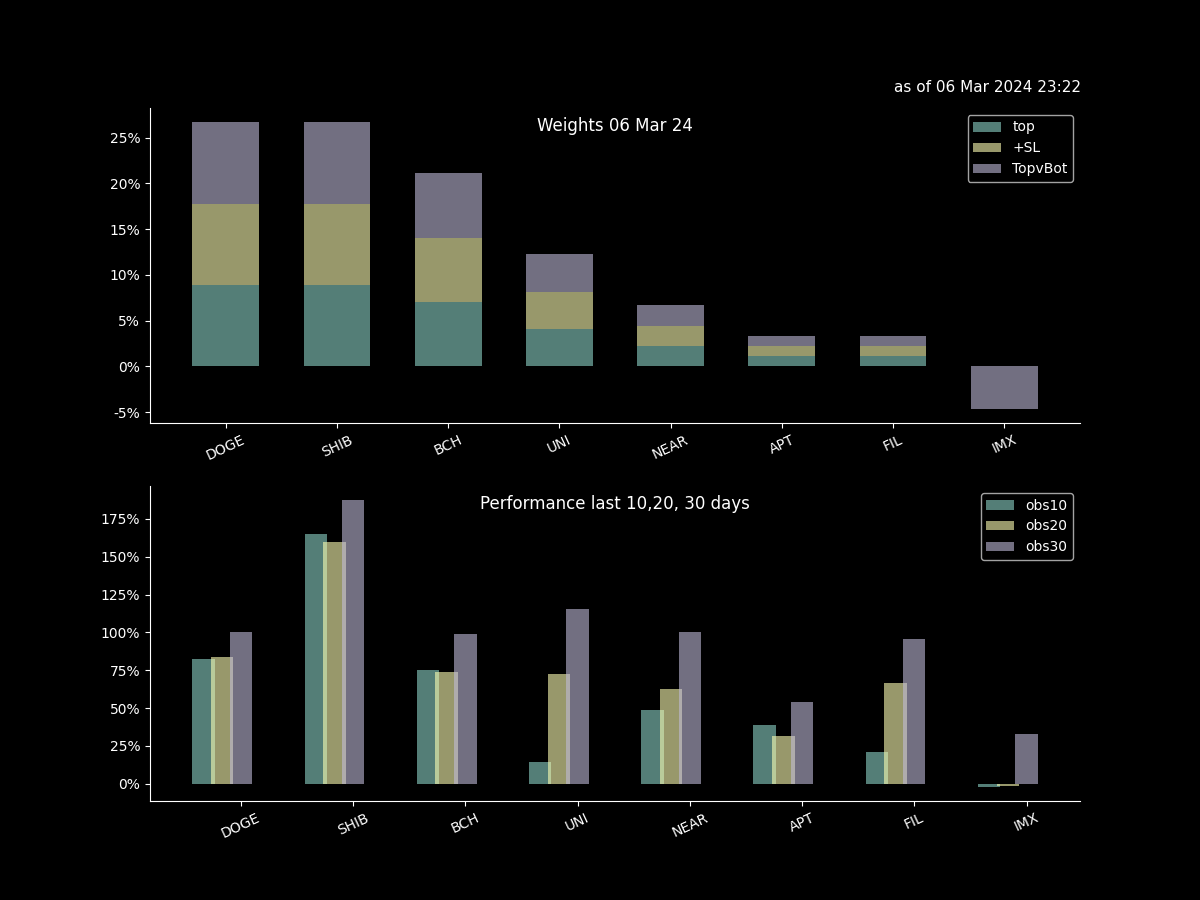 as of 06 Mar 2024 23:22
Weights 06 Mar 24
top
+SL
TopvBot
25%
20%
15%
10%
5%
0%
-5%
DOGE SHIB BCH UNI NEAR APT FIL IMX
Performance last 10,20, 30 days
obs10
obs20
obs30
175%
150%
125%
100%
75%
50%
25%
0%
DOGE SHIB BCH UNI NEAR APT FIL IMX